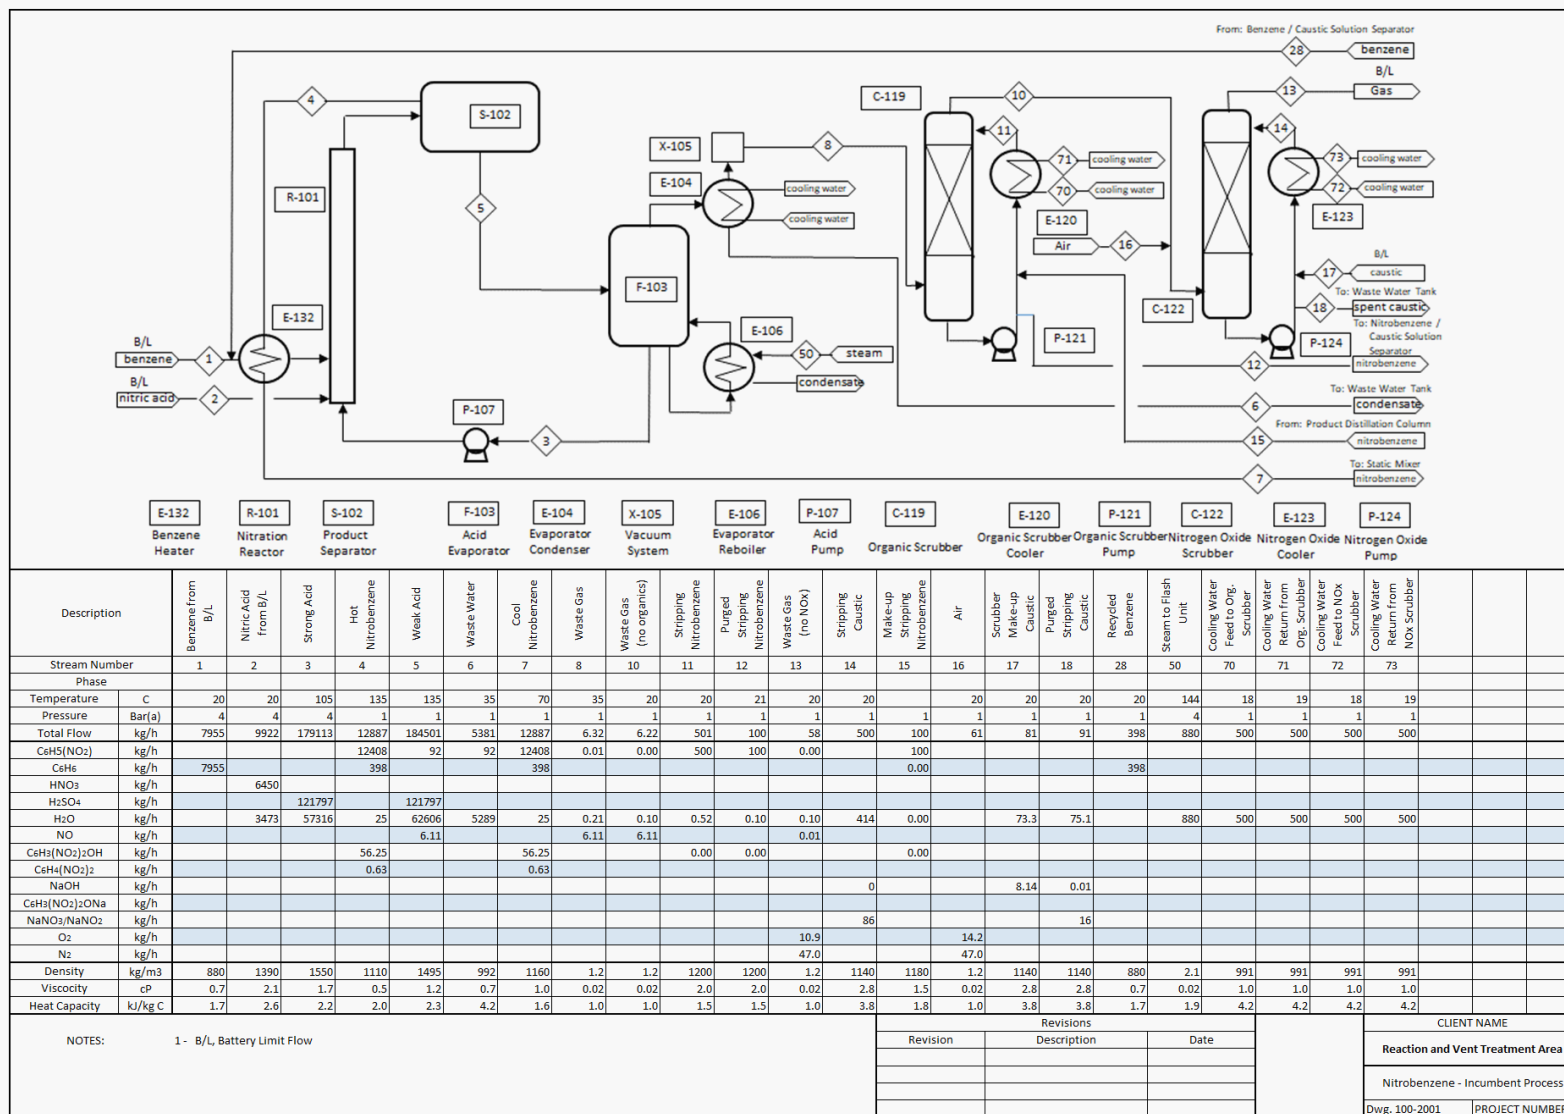 From: Benzene / Caustic Solution Separator
28 benzene
B/L
4 C-119 10 13 Gas
S-102
11 14
X-105 8 71 cooling water 73 cooling water
E-104 cooling water 70 cooling water 72 cooling water
R-101 5 cooling water E-120 E-123
Air 16 B/L
17 caustic
F-103 To: Waste Water Tank
C-122 18 spent caustic
E-132 E-106 To: Nitrobenzene /
B/L P-121 P-124 Caustic Solution
Separator
benzene 1 50 steam 12 nitrobenzene
B/L condensate To: Waste Water Tank
nitric acid 2 P-107 6 condensate
From: Product Distillation Column
3 15 nitrobenzene
To: Static Mixer
7 nitrobenzene
E-132 R-101 S-102 F-103 E-104 X-105 E-106 P-107 C-119 E-120 P-121 C-122 E-123 P-124
Benzene Heater
Nitration Reactor
Product Separator
Acid Evaporator
Evaporator Condenser
Vacuum System
Evaporator Reboiler
Acid Pump
Organic Scrubber
Organic Scrubber Cooler
Organic Scrubber Pump
Nitrogen Oxide Scrubber
Nitrogen Oxide Cooler
Nitrogen Oxide Pump
Description
Benzene from B/L
Nitric Acid from B/L
Strong Acid
Hot Nitrobenzene
Weak Acid
Waste Water
Cool Nitrobenzene
Waste Gas
Waste Gas (no organics)
Stripping Nitrobenzene
Purged Stripping Nitrobenzene
Waste Gas (no NOx)
Stripping Caustic
Make-up Stripping Nitrobenzene
Air
Scrubber Make-up Caustic
Purged Stripping Caustic
Recycled Benzene
Steam to Flash Unit
Cooling Water Feed to Org. Scrubber
Cooling Water Return from Org. Scrubber
Cooling Water Feed to NOx Scrubber
Cooling Water Return from NOx Scrubber
Stream Number 1 2 3 4 5 6 7 8 10 11 12 13 14 15 16 17 18 28 50 70 71 72 73
Phase
Temperature C 20 20 105 135 135 35 70 35 20 20 21 20 20 20 20 20 20 144 18 19 18 19
Pressure Bar(a) 4 4 4 1 1 1 1 1 1 1 1 1 1 1 1 1 1 1 4 1 1 1 1
Total Flow kg/h 7955 9922 179113 12887 184501 5381 12887 6.32 6.22 501 100 58 500 100 61 81 91 398 880 500 500 500 500
C6H5(NO2) kg/h 12408 92 92 12408 0.01 0.00 500 100 0.00 100
C6H6 kg/h 7955 398 398 0.00 398
HNO3 kg/h 6450
H2SO4 kg/h 121797 121797
H2O kg/h 3473 57316 25 62606 5289 25 0.21 0.10 0.52 0.10 0.10 414 0.00 73.3 75.1 880 500 500 500 500
NO kg/h 6.11 6.11 6.11 0.01
C6H3(NO2)2OH kg/h 56.25 56.25 0.00 0.00 0.00
C6H4(NO2)2 kg/h 0.63 0.63
NaOH kg/h 0 8.14 0.01
C6H3(NO2)2ONa kg/h
NaNO3/NaNO2 kg/h 86 16
O2 kg/h 10.9 14.2
N2 kg/h 47.0 47.0
Density kg/m3 880 1390 1550 1110 1495 992 1160 1.2 1.2 1200 1200 1.2 1140 1180 1.2 1140 1140 880 2.1 991 991 991 991
Viscocity cP 0.7 2.1 1.7 0.5 1.2 0.7 1.0 0.02 0.02 2.0 2.0 0.02 3.8 1.5 0.02 2.8 2.8 0.7 0.02 1.0 1.0 1.0 1.0
Heat Capacity kJ/kg C 1.7 2.6 2.2 2.0 2.3 4.2 1.6 1.0 1.0 1.5 1.5 1.0 3.8 1.8 1.0 3.8 3.8 1.7 1.9 4.2 4.2 4.2 4.2
NOTES: 1 - B/L, Battery Limit Flow
Revisions
Revision Description Date
CLIENT NAME
Reaction and Vent Treatment Area
Nitrobenzene - Incumbent Process
Dwg. 100-2001 PROJECT NUMBER